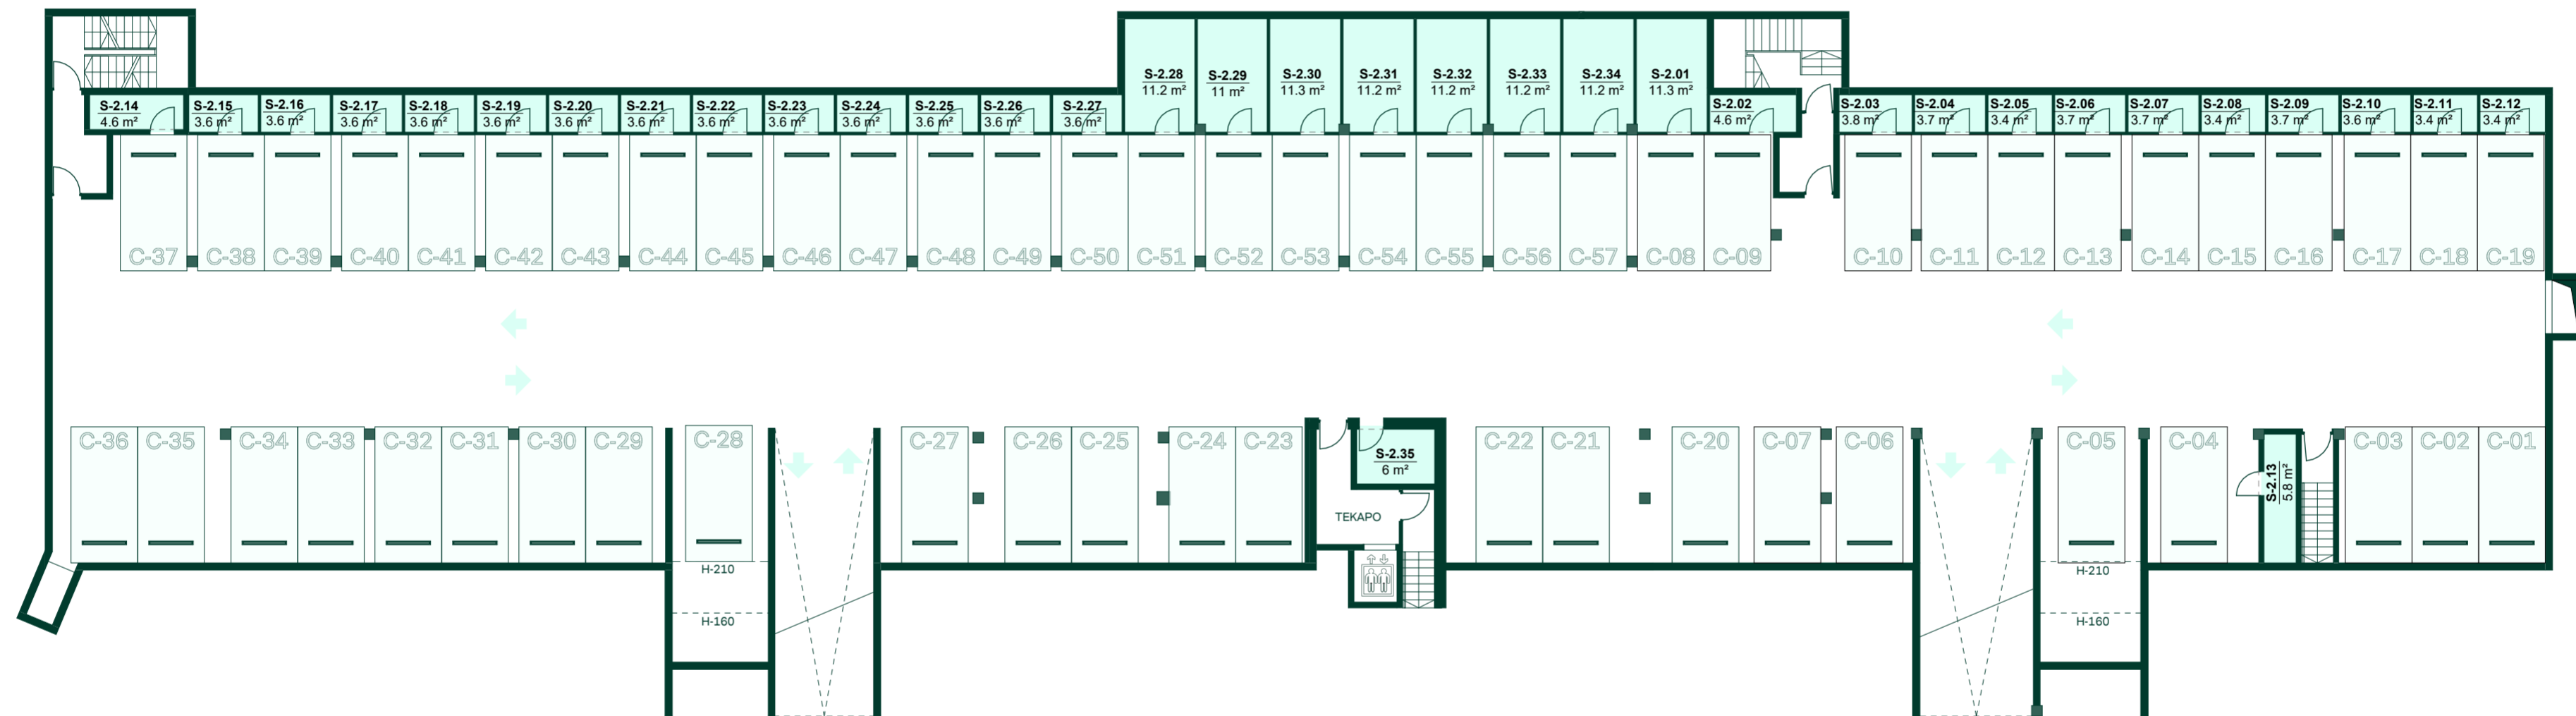 S-2.28
11.2 m²
S-2.29
11 m²
S-2.30
11.3 m²
S-2.31
11.2 m²
S-2.32
11.2 m²
S-2.33
11.2 m²
S-2.34
11.2 m²
S-2.01
11.3 m²
S-2.14
4.6 m²
S-2.15
3.6 m²
S-2.16
3.6 m²
S-2.17
3.6 m²
S-2.18
3.6 m²
S-2.19
3.6 m²
S-2.20
3.6 m²
S-2.21
3.6 m²
S-2.22
3.6 m²
S-2.23
3.6 m²
S-2.24
3.6 m²
S-2.25
3.6 m²
S-2.26
3.6 m²
S-2.27
3.6 m²
S-2.02
4.6 m²
S-2.03
3.8 m²
S-2.04
3.7 m²
S-2.05
3.4 m²
S-2.06
3.7 m²
S-2.07
3.7 m²
S-2.08
3.4 m²
S-2.09
3.7 m²
S-2.10
3.6 m²
S-2.11
3.4 m²
S-2.12
3.4 m²
C-37
C-38
C-39
C-40
C-41
C-42
C-43
C-44
C-45
C-46
C-47
C-48
C-49
C-50
C-51
C-52
C-53
C-54
C-55
C-56
C-57
C-08
C-09
C-10
C-11
C-12
C-13
C-14
C-15
C-16
C-17
C-18
C-19
C-36
C-35
C-34
C-33
C-32
C-31
C-30
C-29
C-28
C-27
C-26
C-25
C-24
C-23
S-2.35
6 m²
C-22
C-21
C-20
C-07
C-06
C-05
C-04
S-2.13
5.8 m²
C-03
C-02
C-01
TEKAPO
H-210
H-160
H-210
H-160